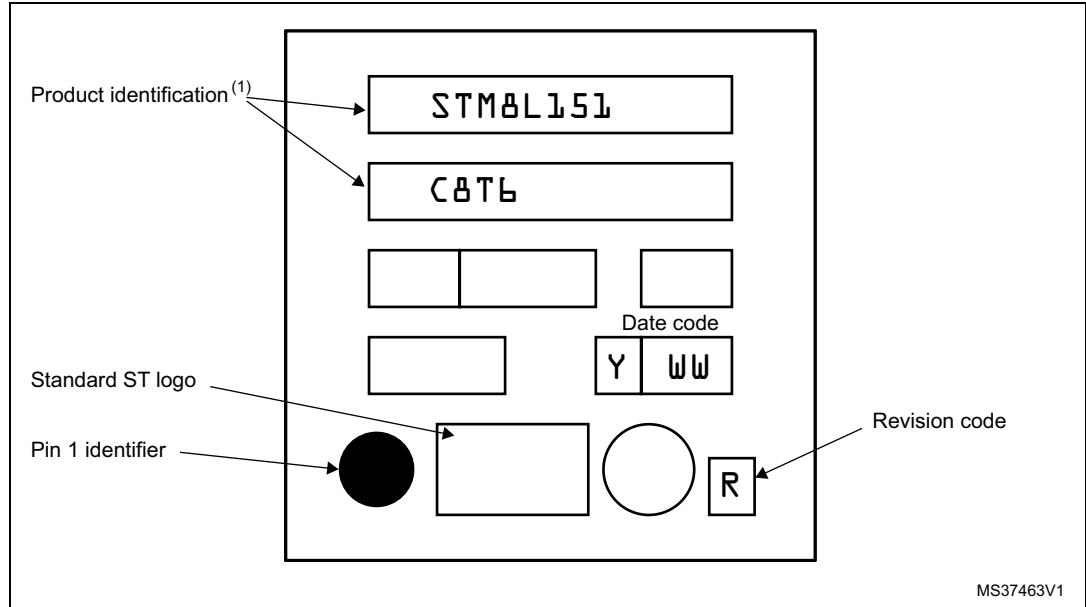 Product identification(1)
STM8L151
C8T6
Date code
Y WW
Standard ST logo
Revision code
Pin 1 identifier
R
MS37463V1